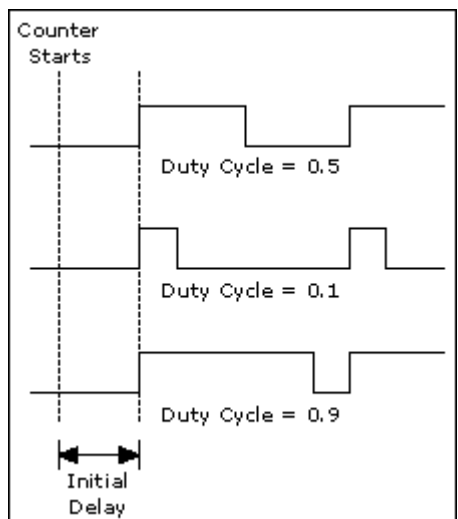 Counter
Starts
Duty Cycle = 0.5
Duty Cycle = 0.1
Duty Cycle = 0.9
Initial
Delay